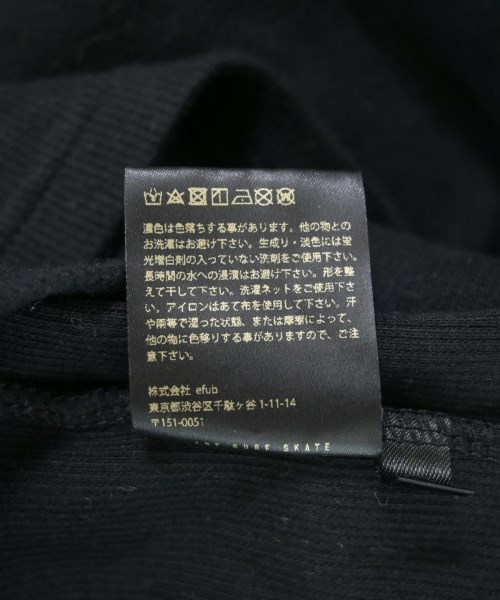 濃色は色落ちする事があります。他の物との
お洗濯はお避け下さい。生成り・淡色には蛍
光増白剤の入っていない洗剤をご使用下さい。
長時間の水への浸漬はお避け下さい。形を整
えて干して下さい。洗濯ネットをご使用下さ
い。アイロンはあて布を使用して下さい。汗
や雨等で湿った状態、または摩擦によって、
他の物に色移りする事がありますので、ご注
意下さい。
株式会社 efub
東京都渋谷区千駄ヶ谷 1-11-14
〒151-0051
SURF SKATE